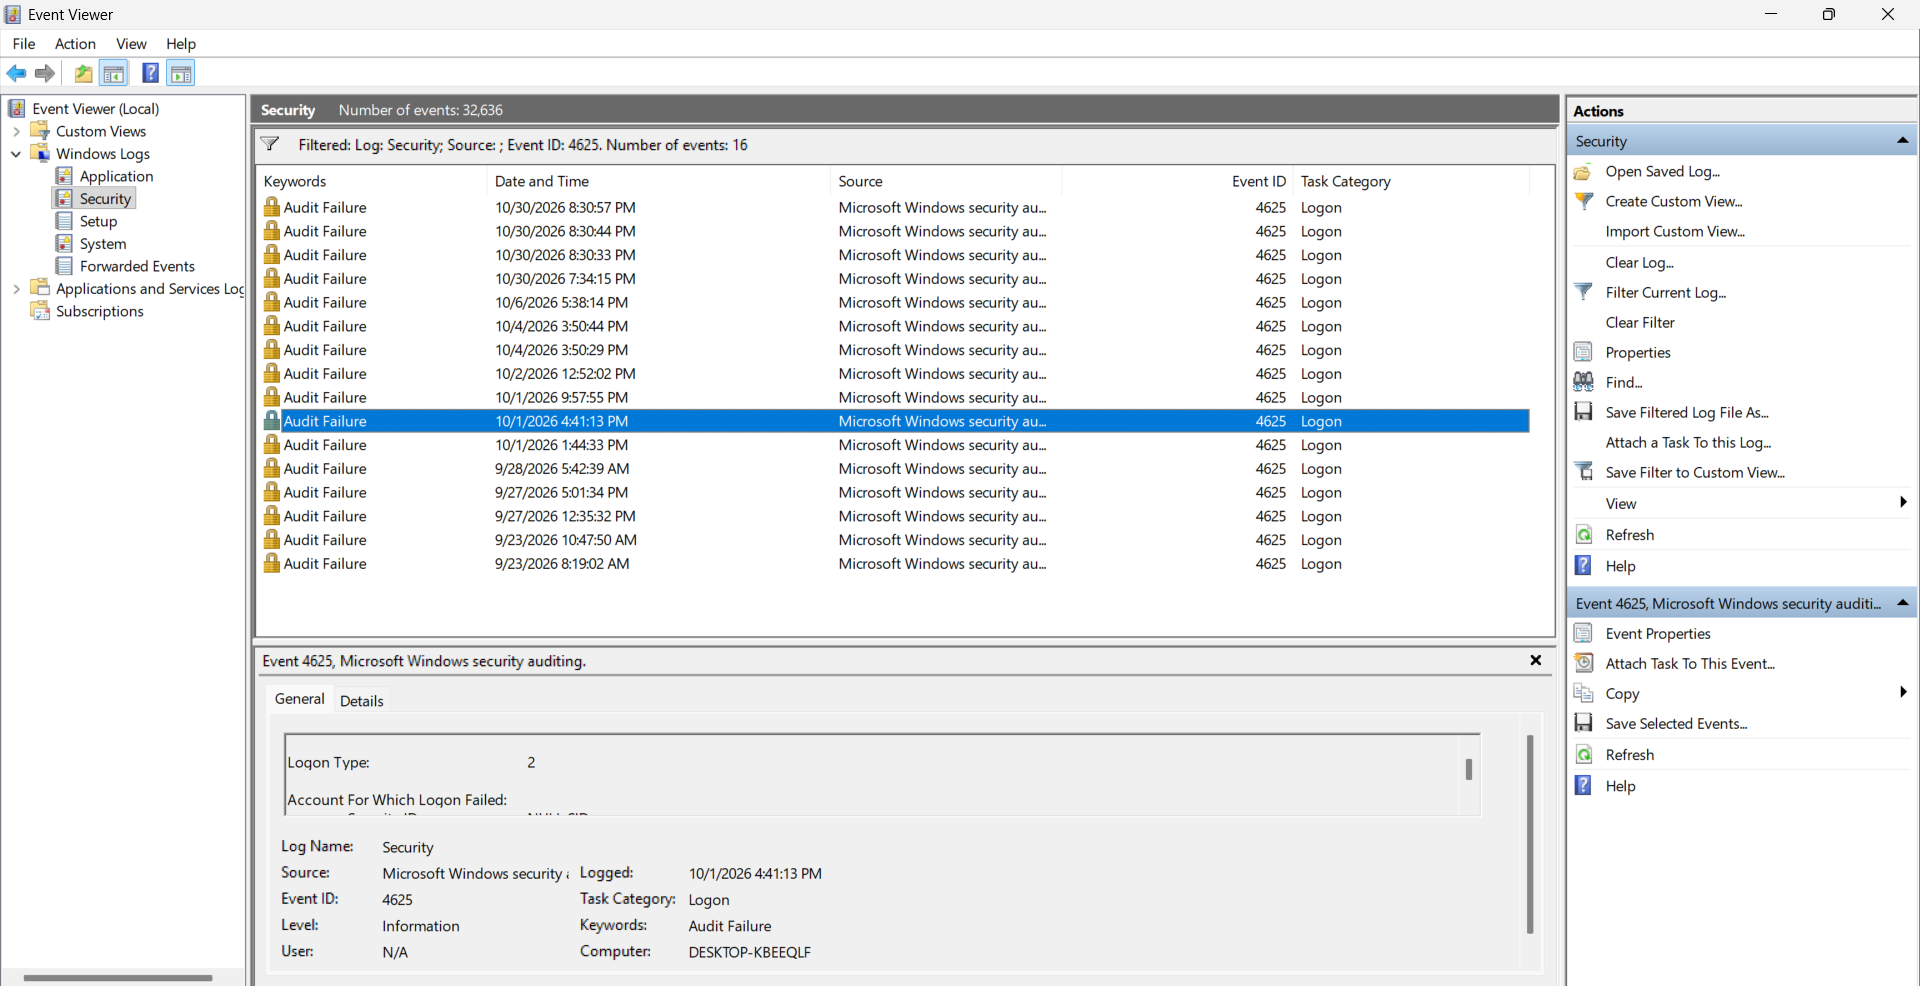 Event Viewer
File Action View Help
Event Viewer (Local)
Custom Views
Windows Logs
Application
Security
Setup
System
Forwarded Events
Applications and Services Log
Subscriptions
Security Number of events: 32,636
Filtered: Log: Security; Source: ; Event ID: 4625. Number of events: 16
Keywords Date and Time Source Event ID Task Category
Audit Failure 10/30/2026 8:30:57 PM Microsoft Windows security au... 4625 Logon
Audit Failure 10/30/2026 8:30:44 PM Microsoft Windows security au... 4625 Logon
Audit Failure 10/30/2026 8:30:33 PM Microsoft Windows security au... 4625 Logon
Audit Failure 10/30/2026 7:34:15 PM Microsoft Windows security au... 4625 Logon
Audit Failure 10/6/2026 5:38:14 PM Microsoft Windows security au... 4625 Logon
Audit Failure 10/4/2026 3:50:44 PM Microsoft Windows security au... 4625 Logon
Audit Failure 10/4/2026 3:50:29 PM Microsoft Windows security au... 4625 Logon
Audit Failure 10/2/2026 12:52:02 PM Microsoft Windows security au... 4625 Logon
Audit Failure 10/1/2026 9:57:55 PM Microsoft Windows security au... 4625 Logon
Audit Failure 10/1/2026 4:41:13 PM Microsoft Windows security au... 4625 Logon
Audit Failure 10/1/2026 1:44:33 PM Microsoft Windows security au... 4625 Logon
Audit Failure 9/28/2026 5:42:39 AM Microsoft Windows security au... 4625 Logon
Audit Failure 9/27/2026 5:01:34 PM Microsoft Windows security au... 4625 Logon
Audit Failure 9/27/2026 12:35:32 PM Microsoft Windows security au... 4625 Logon
Audit Failure 9/23/2026 10:47:50 AM Microsoft Windows security au... 4625 Logon
Audit Failure 9/23/2026 8:19:02 AM Microsoft Windows security au... 4625 Logon
Event 4625, Microsoft Windows security auditing.
General Details
Logon Type: 2
Account For Which Logon Failed:
Log Name: Security
Source: Microsoft Windows security Logged: 10/1/2026 4:41:13 PM
Event ID: 4625 Task Category: Logon
Level: Information Keywords: Audit Failure
User: N/A Computer: DESKTOP-KBEEQLF
Actions
Security
Open Saved Log...
Create Custom View...
Import Custom View...
Clear Log...
Filter Current Log...
Clear Filter
Properties
Find...
Save Filtered Log File As...
Attach a Task To this Log...
Save Filter to Custom View...
View
Refresh
Help
Event 4625, Microsoft Windows security auditi...
Event Properties
Attach Task To This Event...
Copy
Save Selected Events...
Refresh
Help